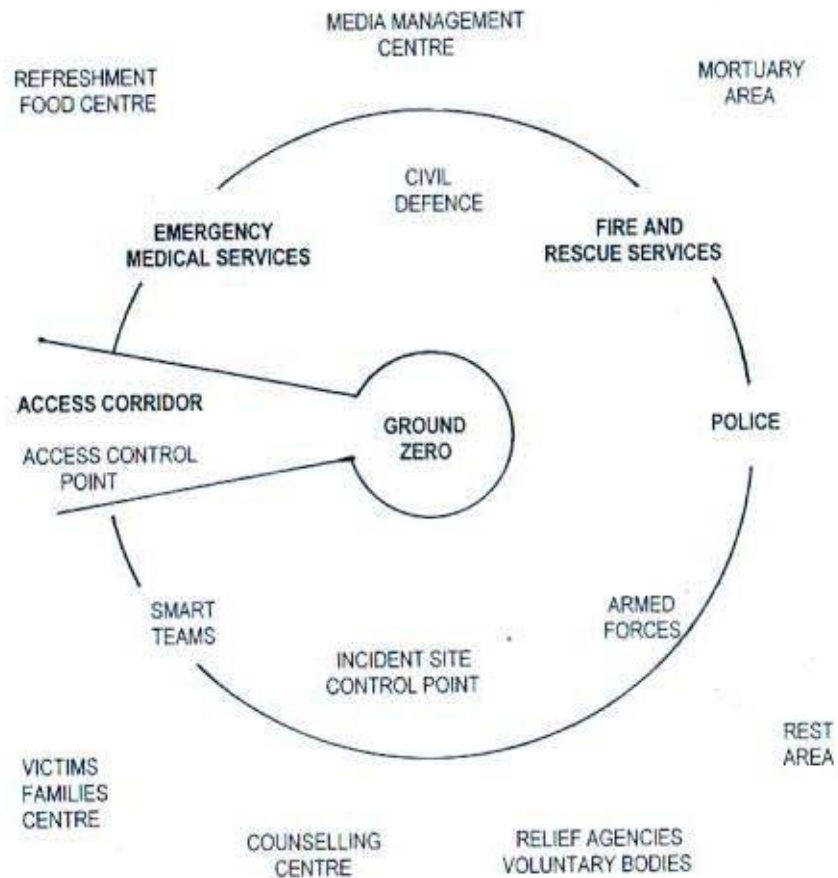 MEDIA MANAGEMENT
CENTRE
REFRESHMENT
FOOD CENTRE
MORTUARY
AREA
CIVIL
DEFENCE
EMERGENCY
MEDICAL SERVICES
FIRE AND
RESCUE SERVICES
ACCESS CORRIDOR
GROUND
ZERO
POLICE
ACCESS CONTROL
POINT
SMART
TEAMS
ARMED
FORCES
INCIDENT SITE
CONTROL POINT
REST
AREA
VICTIMS
FAMILIES
CENTRE
COUNSELLING
CENTRE
RELIEF AGENCIES
VOLUNTARY BODIES